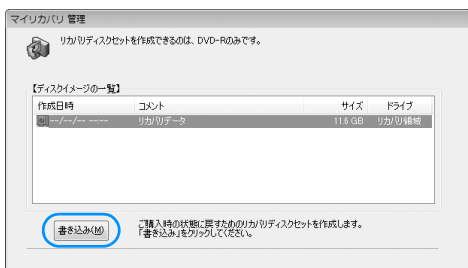 マイリカバリ 管理
リカバリディスクセットを作成できるのは、DVD-Rのみです。
【ディスクイメージの一覧】
作成日時 コメント サイズ ドライブ
--/--/-- --:-- リカバリデータ 11.6 GB リカバリ領域
書き込み(M) ご購入時の状態に戻すためのリカバリディスクセットを作成します。
「書き込み」をクリックしてください。